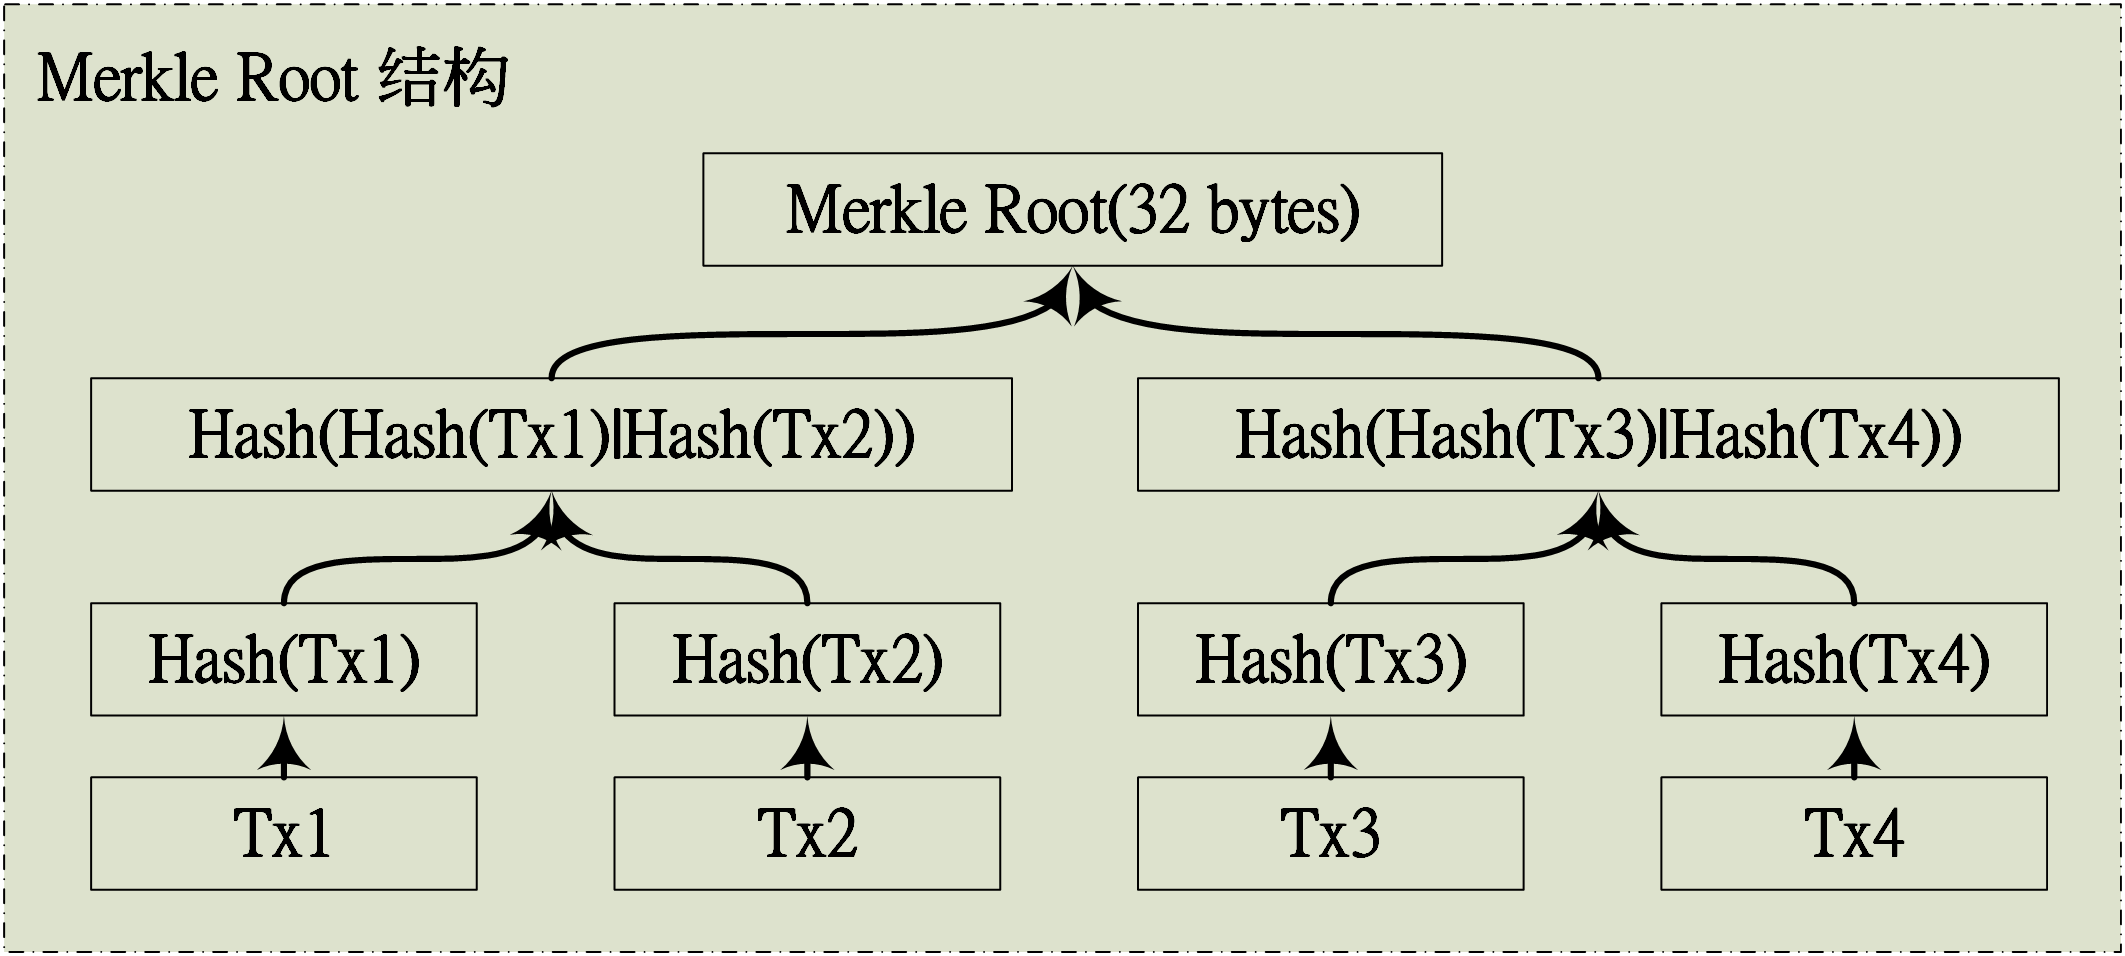 Merkle Root 结构
Merkle Root(32 bytes)
Hash(Hash(Tx1)|Hash(Tx2))
Hash(Hash(Tx3)|Hash(Tx4))
Hash(Tx1)
Hash(Tx2)
Hash(Tx3)
Hash(Tx4)
Tx1
Tx2
Tx3
Tx4